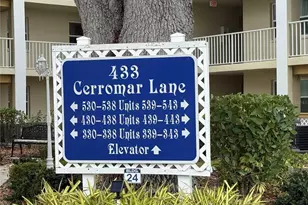 433
Cerromar Lane
530-538 Units 539-543
430-438 Units 439-443
330-338 Units 339-343
Elevator
BLDG.
24